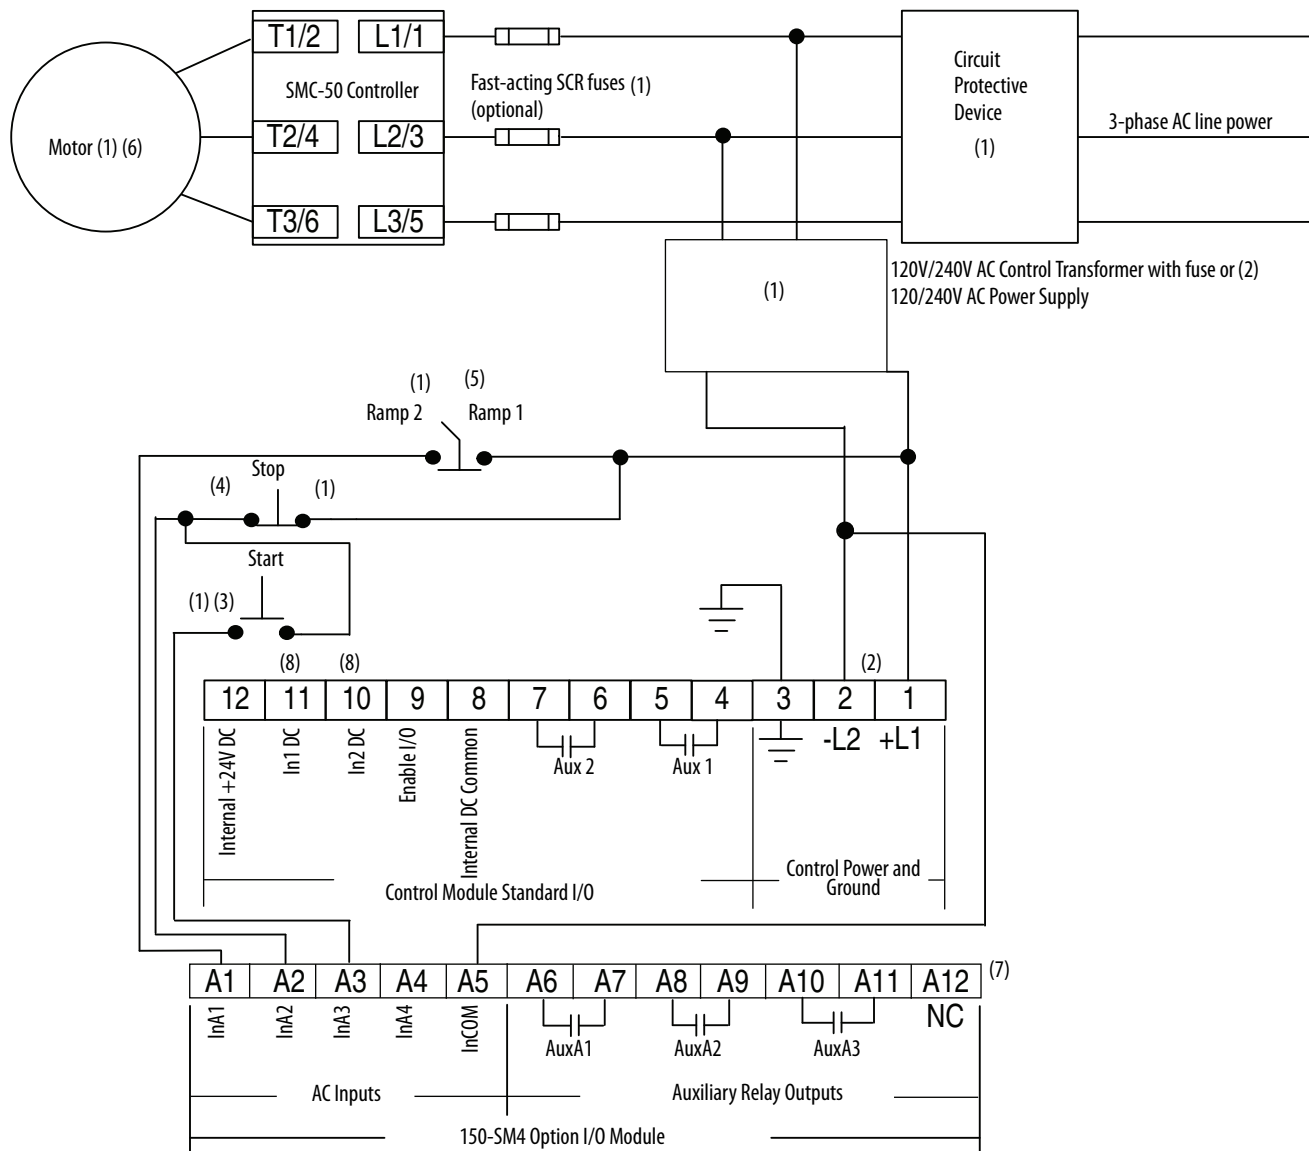 T1/2 L1/1
SMC-50 Controller
T2/4 L2/3
T3/6 L3/5
Motor (1) (6)
Fast-acting SCR fuses (1)
(optional)
Circuit
Protective
Device
(1)
3-phase AC line power
(1)
120V/240V AC Control Transformer with fuse or (2)
120/240V AC Power Supply
(1) (5)
Ramp 2 Ramp 1
Stop
(4) (1)
Start
(1) (3)
(8) (8) (2)
12 11 10 9 8 7 6 5 4 3 2 1
-L2 +L1
Internal +24V DC
In1 DC
In2 DC
Enable I/O
Internal DC Common
Aux 2
Aux 1
Control Module Standard I/O
Control Power and
Ground
A1 A2 A3 A4 A5 A6 A7 A8 A9 A10 A11 A12 (7)
NC
InA1
InA2
InA3
InA4
InCOM
AuxA1
AuxA2
AuxA3
AC Inputs
Auxiliary Relay Outputs
150-SM4 Option I/O Module